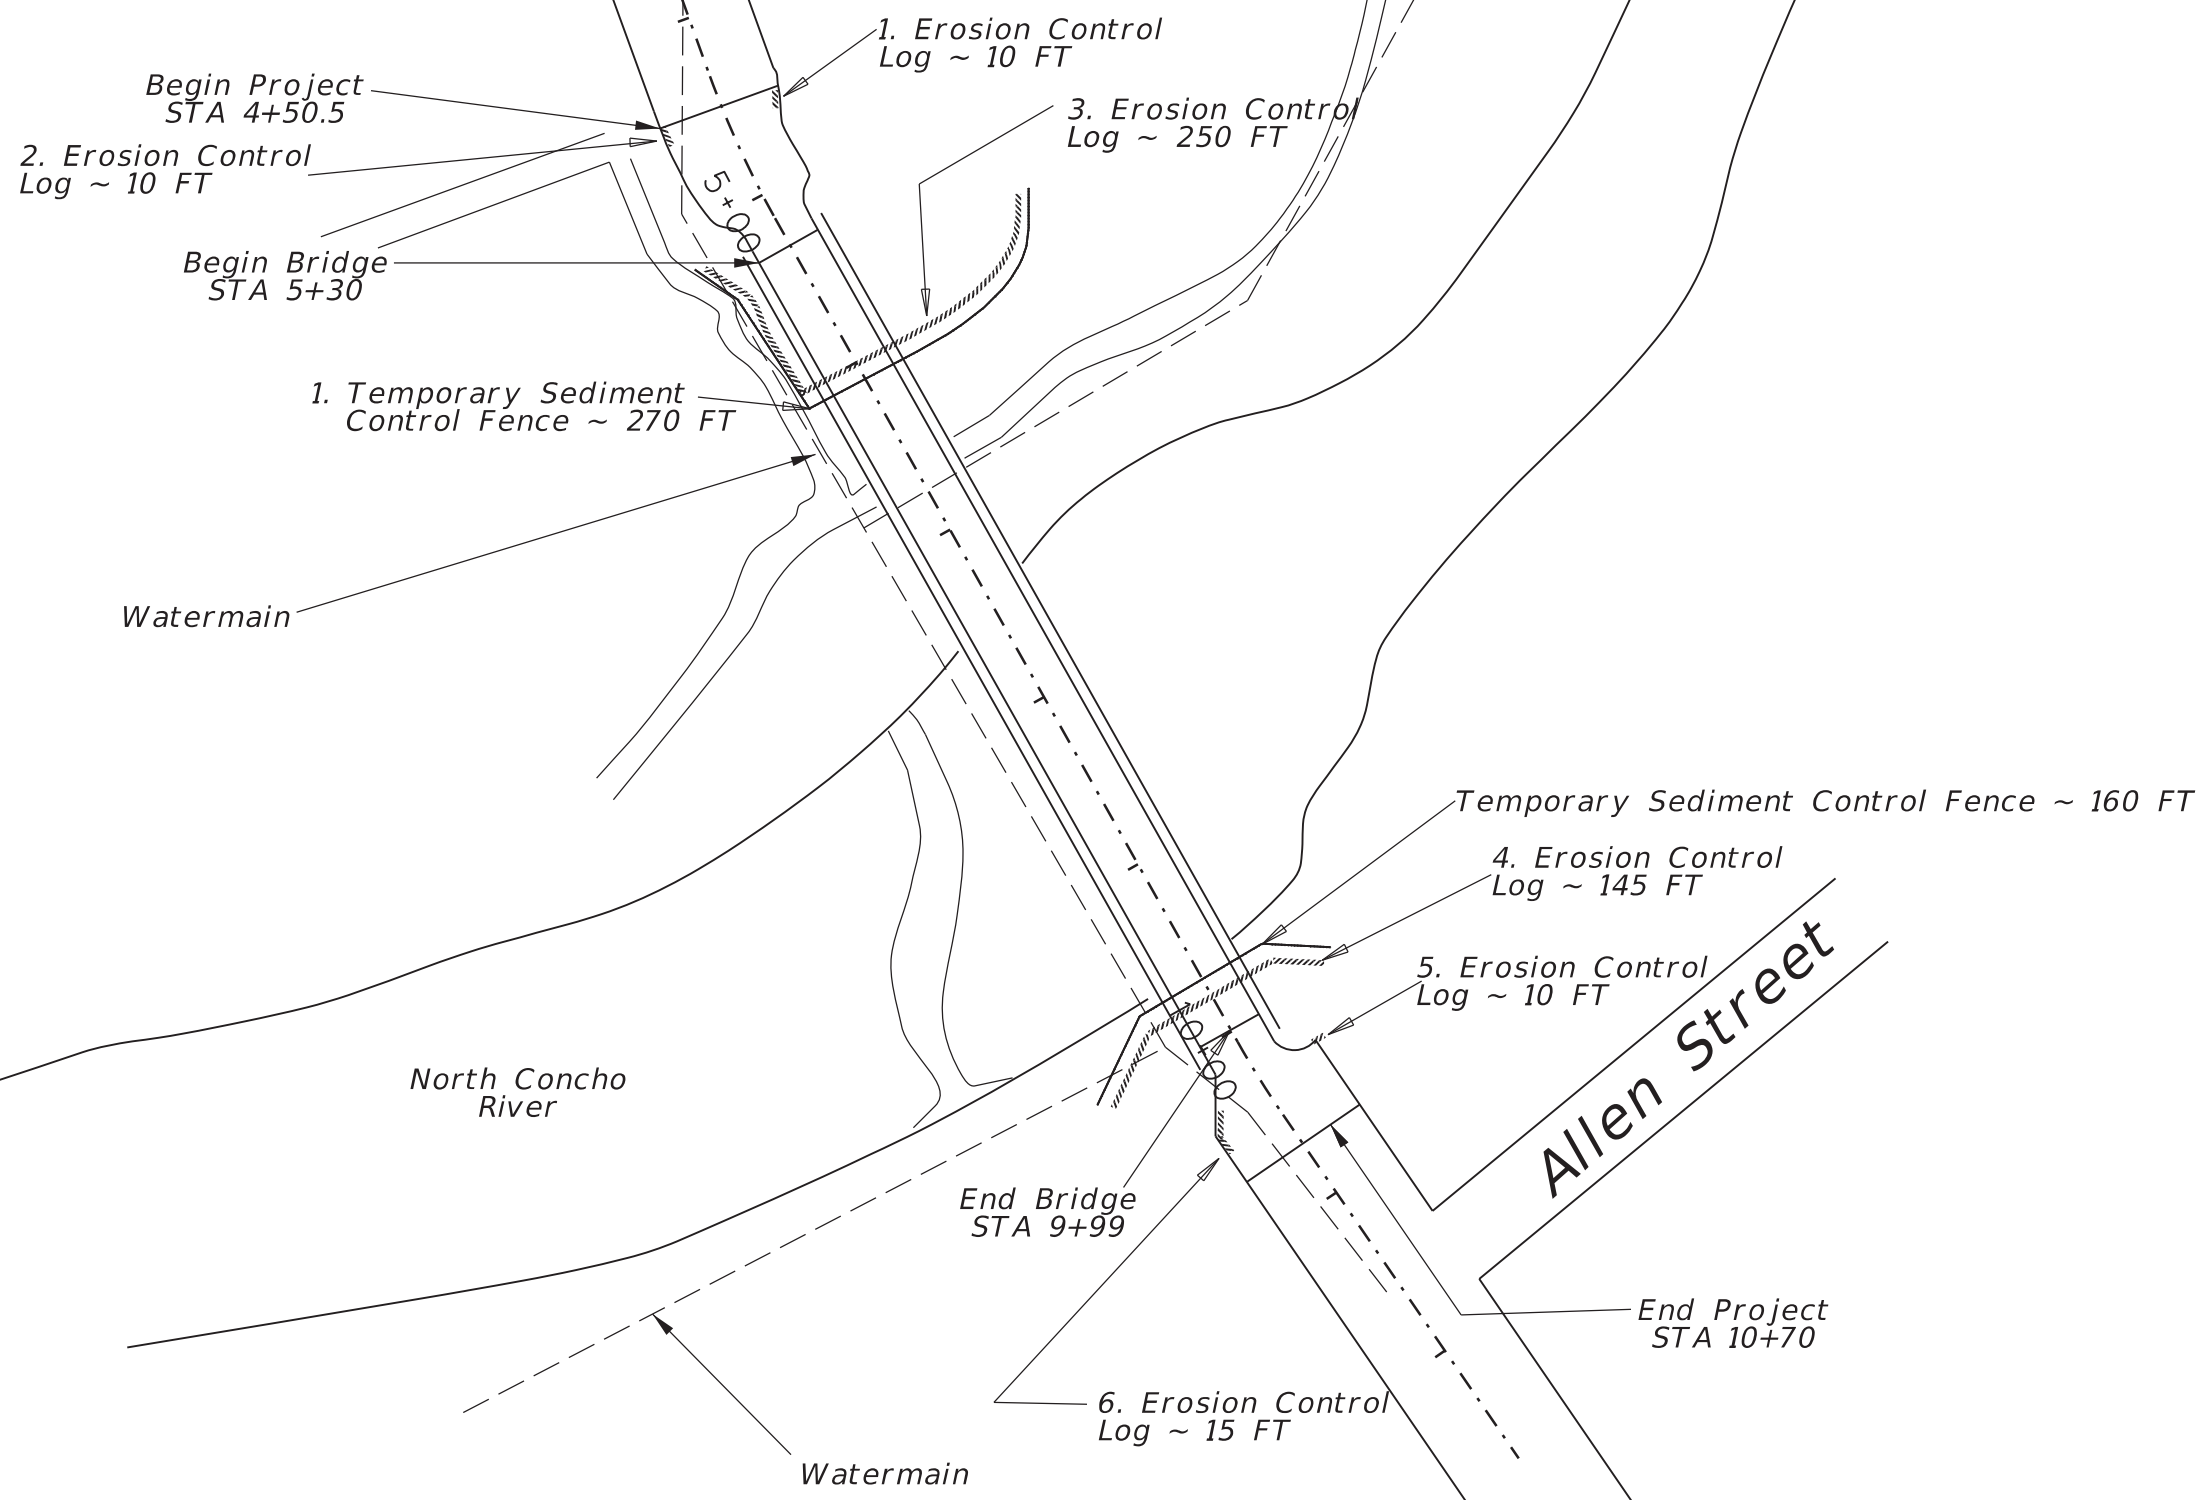 1. Erosion Control
Log ~ 10 FT
Begin Project
STA 4+50.5
3. Erosion Control
Log ~ 250 FT
2. Erosion Control
Log ~ 10 FT
5+00
Begin Bridge
STA 5+30
1. Temporary Sediment
Control Fence ~ 270 FT
Watermain
Temporary Sediment Control Fence ~ 160 FT
4. Erosion Control
Log ~ 145 FT
5. Erosion Control
Log ~ 10 FT
Allen Street
North Concho
River
End Bridge
STA 9+99
End Project
STA 10+70
6. Erosion Control
Log ~ 15 FT
Watermain